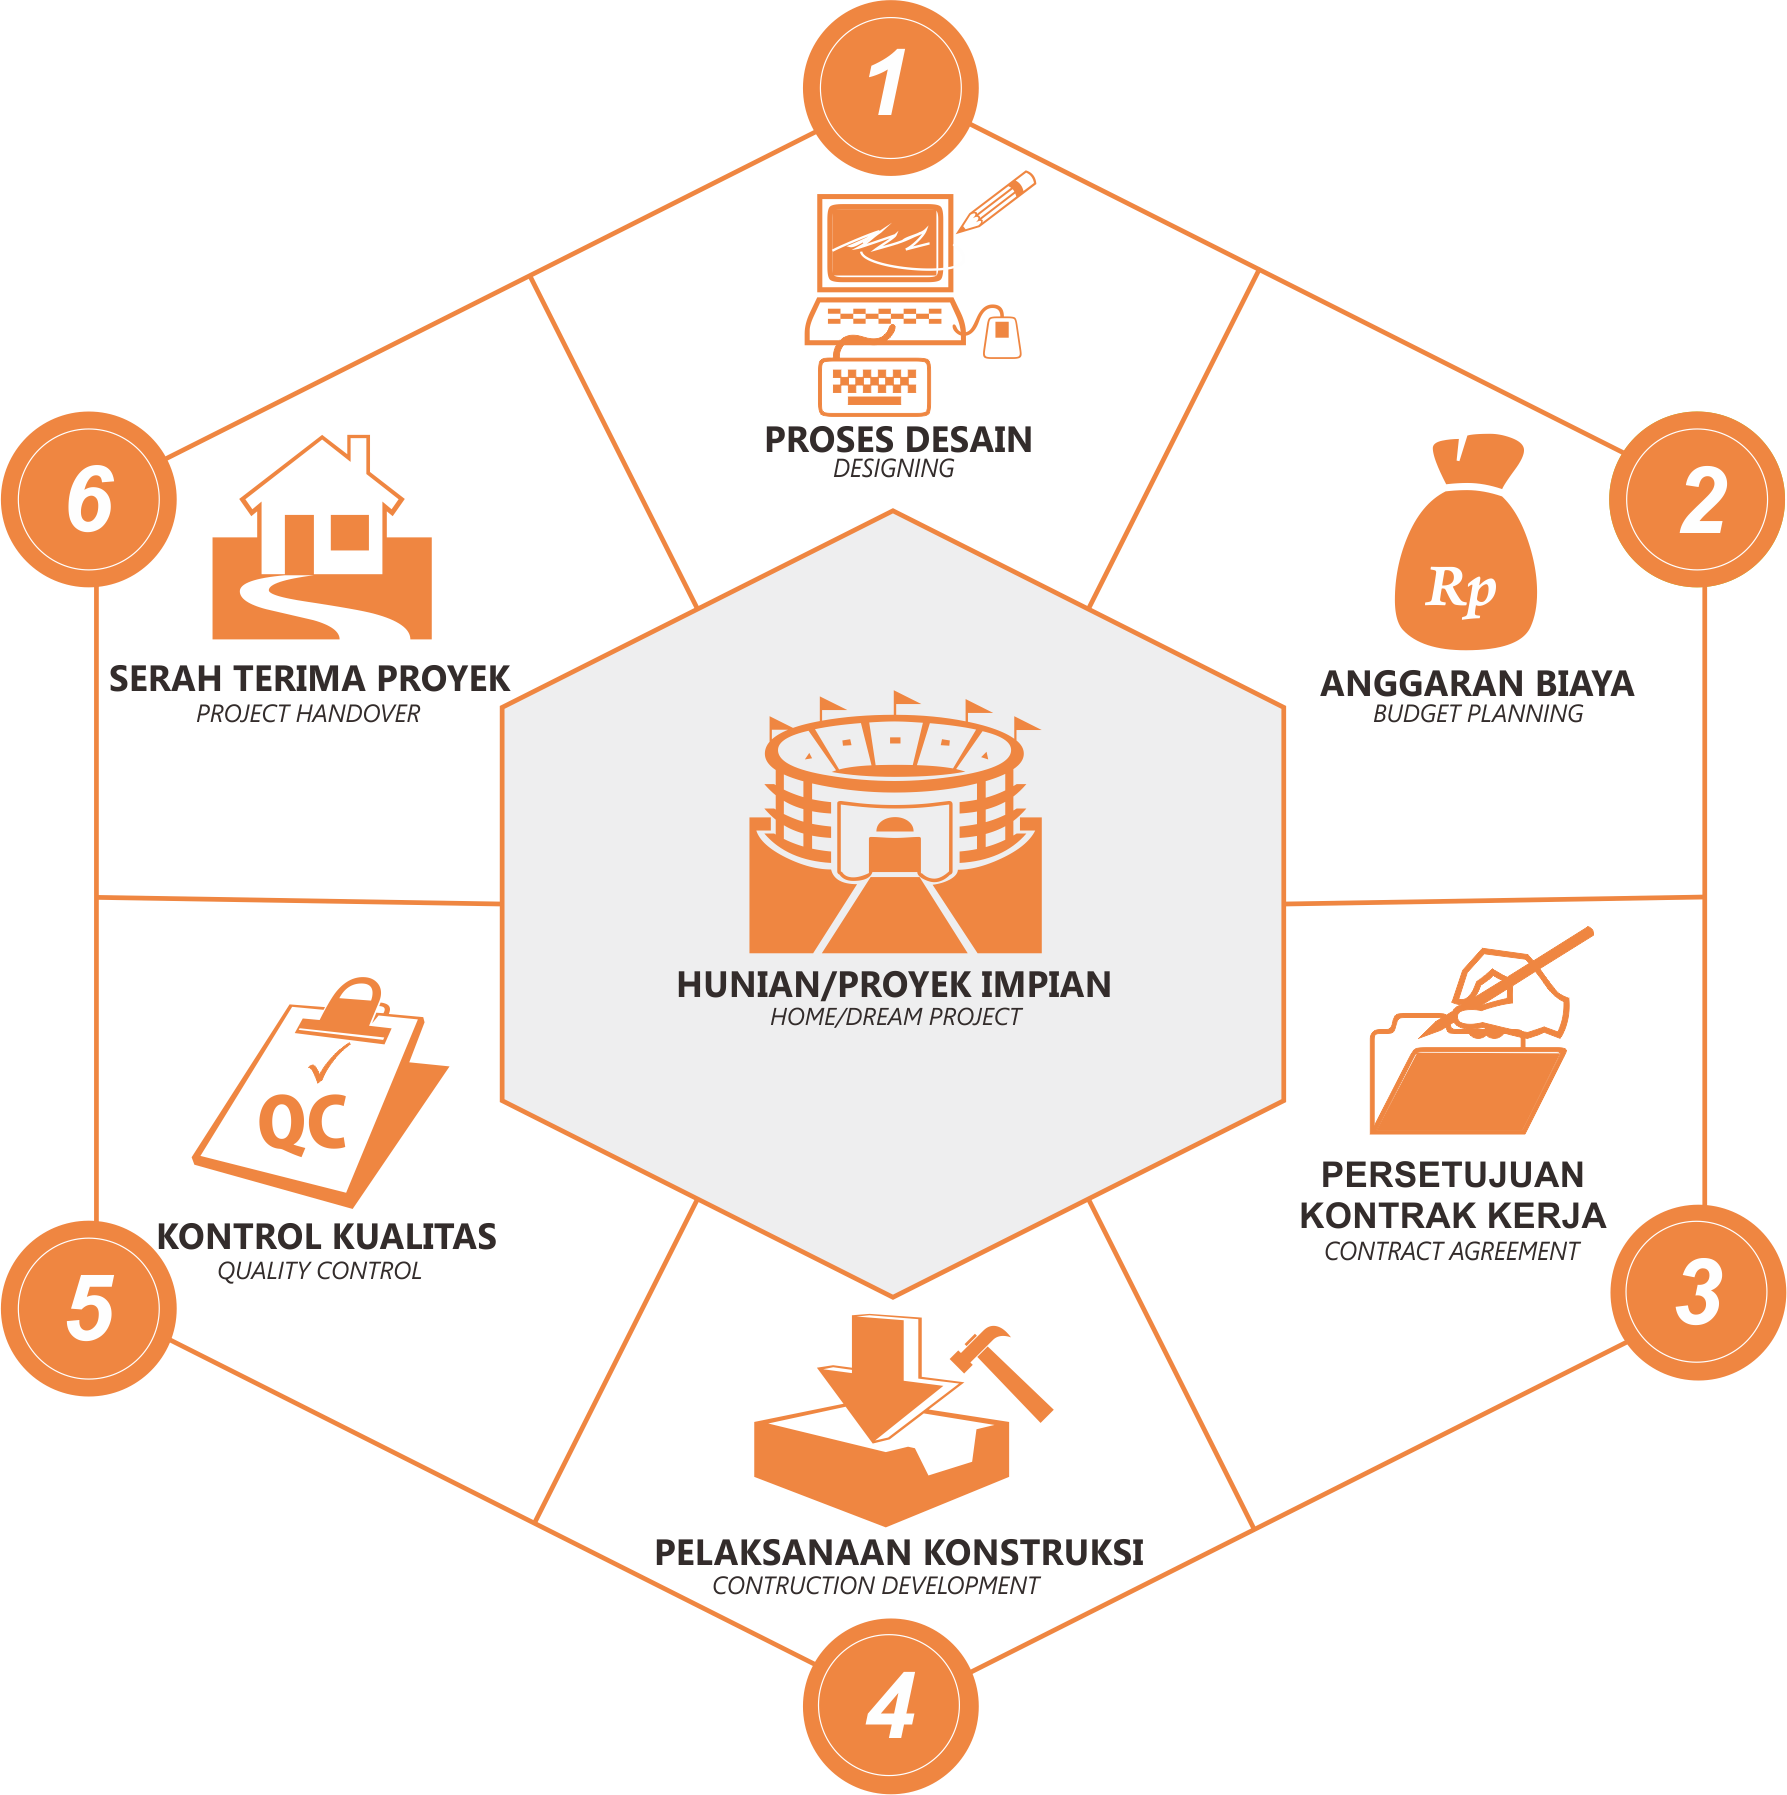 1
PROSES DESAIN
DESIGNING
2
Rp
ANGGARAN BIAYA
BUDGET PLANNING
3
PERSETUJUAN
KONTRAK KERJA
CONTRACT AGREEMENT
4
PELAKSANAAN KONSTRUKSI
CONTRUCTION DEVELOPMENT
5
QC
KONTROL KUALITAS
QUALITY CONTROL
6
SERAH TERIMA PROYEK
PROJECT HANDOVER
HUNIAN/PROYEK IMPIAN
HOME/DREAM PROJECT